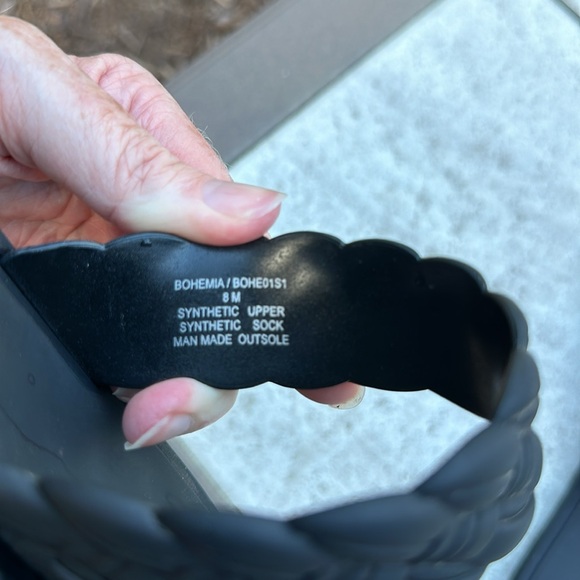 BOHEMIA / BOHE01S1
8 M
SYNTHETIC UPPER
SYNTHETIC SOCK
MAN MADE OUTSOLE